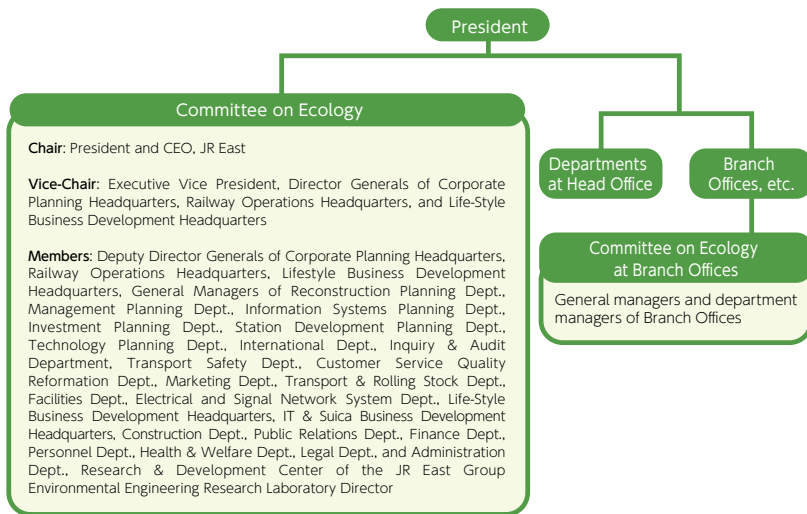 President
Committee on Ecology
Chair: President and CEO, JR East
Vice-Chair: Executive Vice President, Director Generals of Corporate
Planning Headquarters, Railway Operations Headquarters, and Life-Style
Business Development Headquarters
Members: Deputy Director Generals of Corporate Planning Headquarters,
Railway Operations Headquarters, Lifestyle Business Development
Headquarters, General Managers of Reconstruction Planning Dept.,
Management Planning Dept., Information Systems Planning Dept.,
Investment Planning Dept., Station Development Planning Dept.,
Technology Planning Dept., International Dept., Inquiry & Audit
Department, Transport Safety Dept., Customer Service Quality
Reformation Dept., Marketing Dept., Transport & Rolling Stock Dept.,
Facilities Dept., Electrical and Signal Network System Dept., Life-Style
Business Development Headquarters, IT & Suica Business Development
Headquarters, Construction Dept., Public Relations Dept., Finance Dept.,
Personnel Dept., Health & Welfare Dept., Legal Dept., and Administration
Dept., Research & Development Center of the JR East Group
Environmental Engineering Research Laboratory Director
Departments
at Head Office
Branch
Offices, etc.
Committee on Ecology
at Branch Offices
General managers and department
managers of Branch Offices